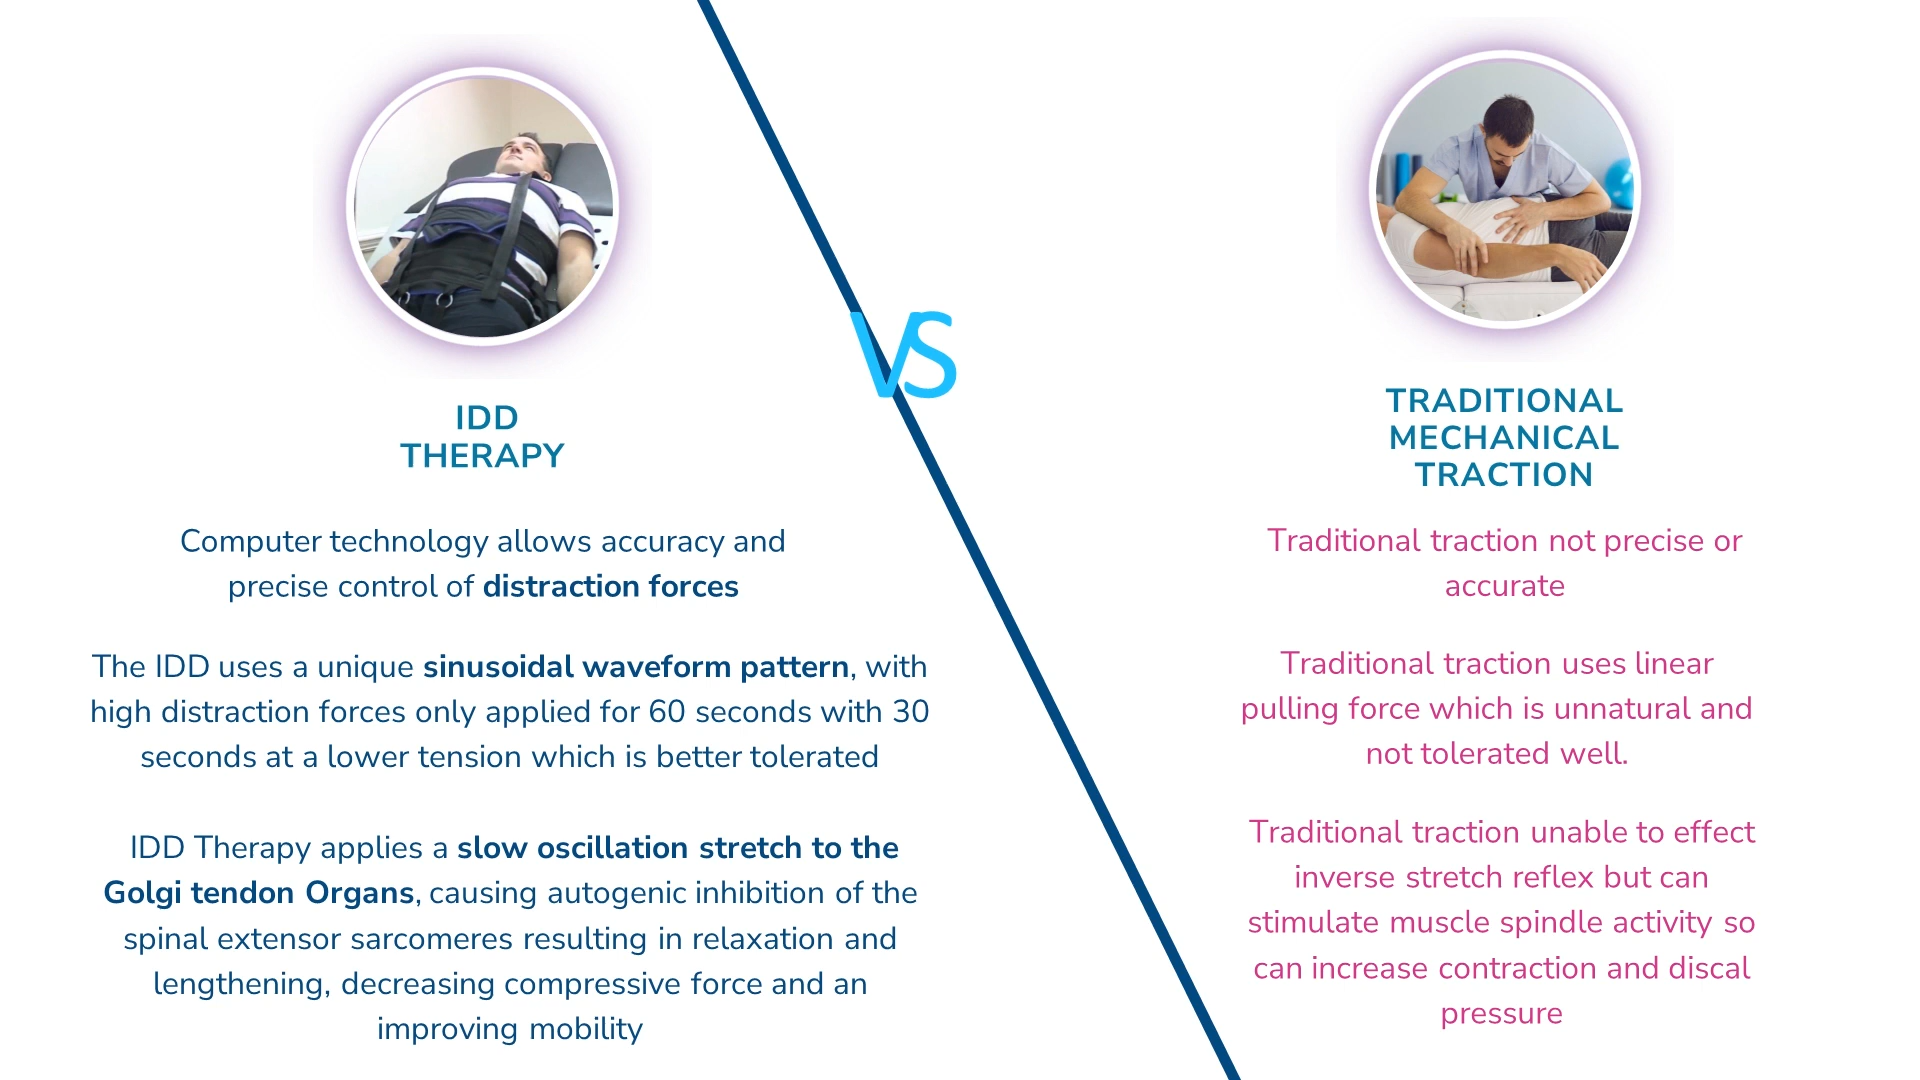 VS
IDD
THERAPY
Computer technology allows accuracy and
precise control of distraction forces
The IDD uses a unique sinusoidal waveform pattern, with
high distraction forces only applied for 60 seconds with 30
seconds at a lower tension which is better tolerated
IDD Therapy applies a slow oscillation stretch to the
Golgi tendon Organs, causing autogenic inhibition of the
spinal extensor sarcomeres resulting in relaxation and
lengthening, decreasing compressive force and an
improving mobility
TRADITIONAL
MECHANICAL
TRACTION
Traditional traction not precise or
accurate
Traditional traction uses linear
pulling force which is unnatural and
not tolerated well.
Traditional traction unable to effect
inverse stretch reflex but can
stimulate muscle spindle activity so
can increase contraction and discal
pressure